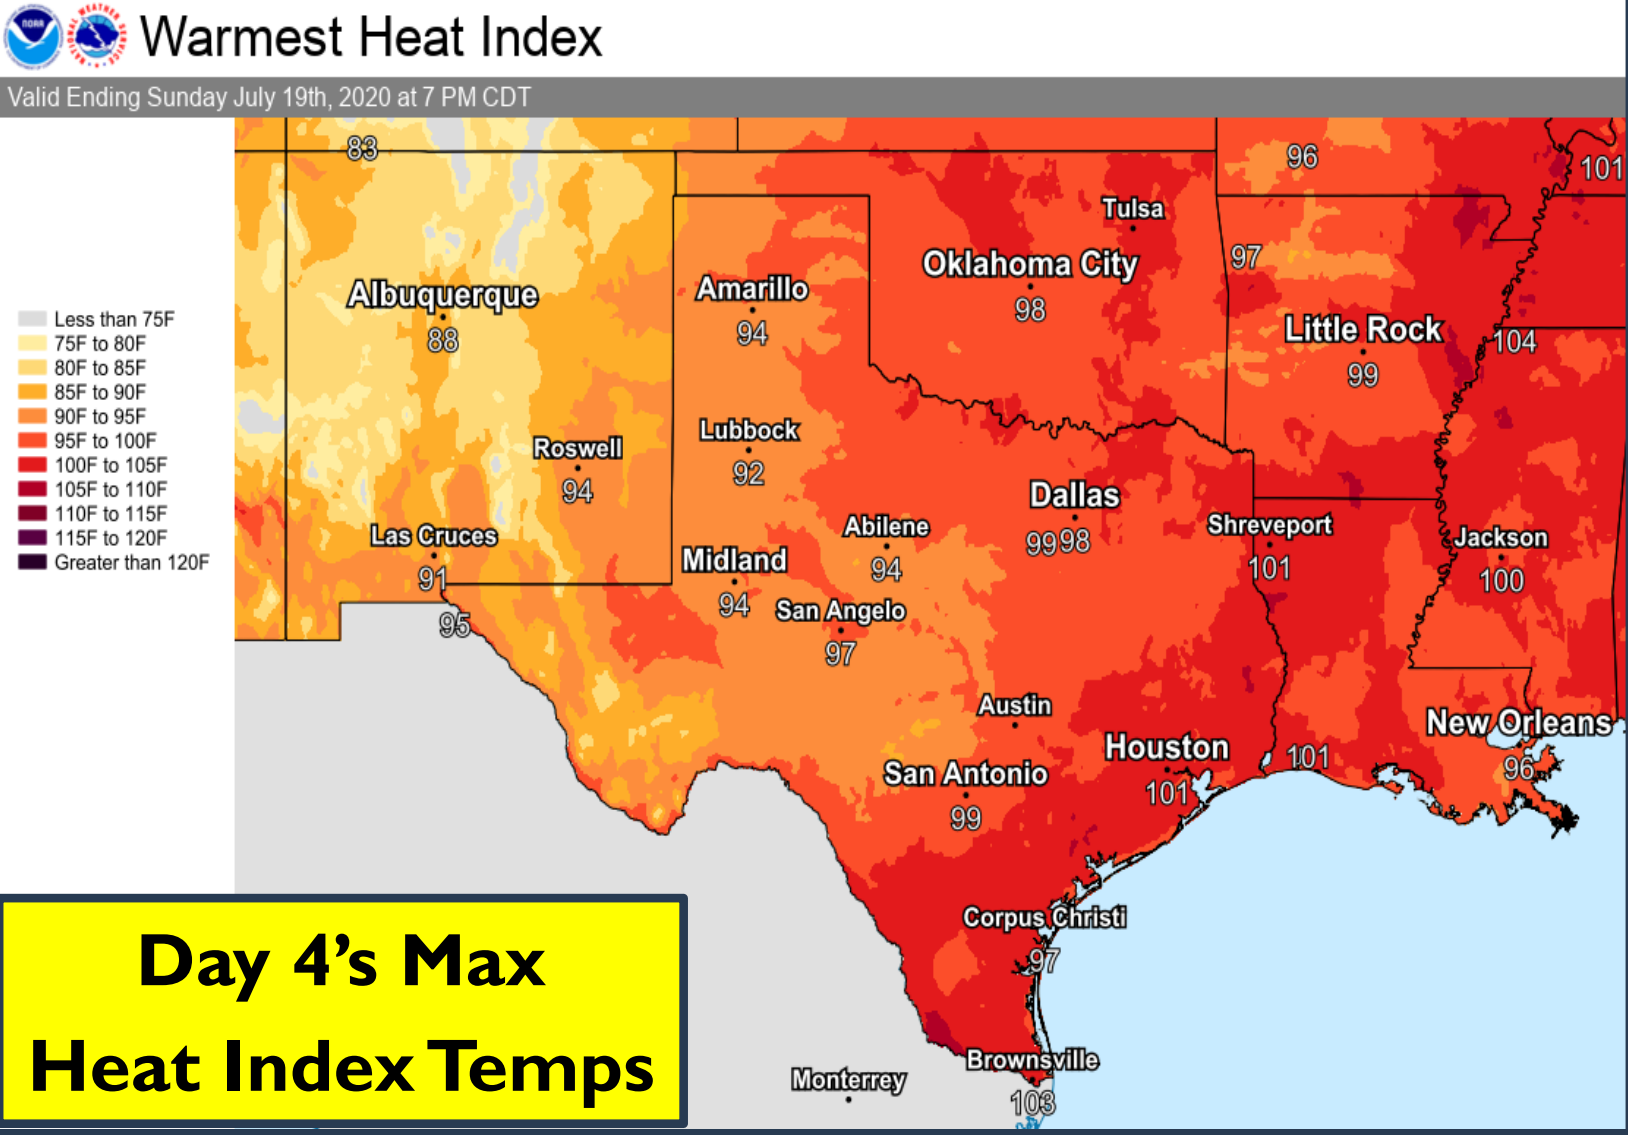 NOAA
Warmest Heat Index
Valid Ending Sunday July 19th, 2020 at 7 PM CDT
83
96
101
Tulsa
Oklahoma City
98
97
Albuquerque
88
Amarillo
94
Little Rock
99
104
Less than 75F
75F to 80F
80F to 85F
85F to 90F
90F to 95F
95F to 100F
100F to 105F
105F to 110F
110F to 115F
115F to 120F
Greater than 120F
Lubbock
92
Roswell
94
Dallas
99 98
Las Cruces
91
95
Midland
94
Abilene
94
San Angelo
97
Shreveport
101
Jackson
100
Austin
Houston
101
San Antonio
99
101
New Orleans
96
Corpus Christi
97
Brownsville
103
Monterrey
Day 4’s Max
Heat Index Temps